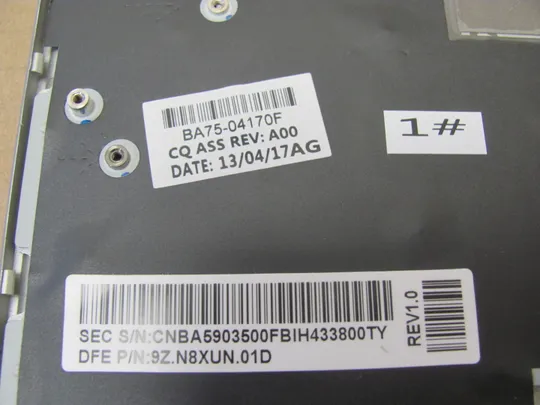 BA75-04170F
CQ ASS REV: A00
DATE: 13/04/17AG
1#
SEC S/N:CNBA5903500FBIH433800TY
DFE P/N:9Z.N8XUN.01D
REV1.0